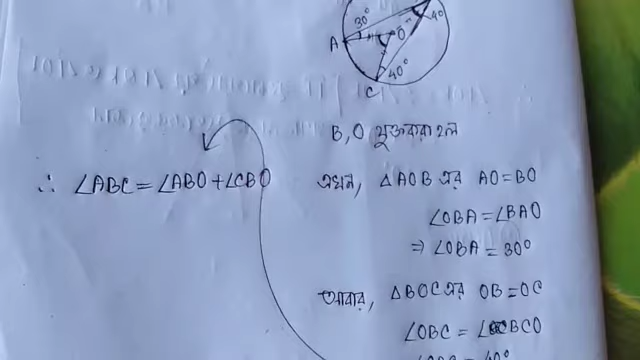 30°
40
A
O
40°
C
B, O যুক্ত করা হল
∴ ∠ABC = ∠ABO + ∠CBO
এখন, ΔAOB এর AO = BO
∠OBA = ∠BAO
⇒ ∠OBA = 30°
আবার, ΔBOC এর OB = OC
∠OBC = ∠BCO